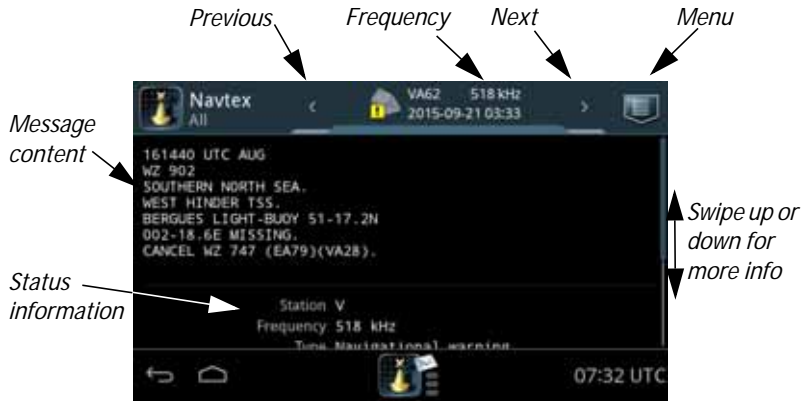 Previous Frequency Next Menu
Navtex
All
VA62 518 kHz
2015-09-21 03:33
Message
content
161440 UTC AUG
WZ 902
SOUTHERN NORTH SEA.
WEST HINDER TSS.
BERGUES LIGHT-BUOY 51-17.2N
002-18.6E MISSING.
CANCEL WZ 747 (EA79)(VA28).
Swipe up or
down for
more info
Status
information
Station V
Frequency 518 kHz
Type Navigational warning
07:32 UTC